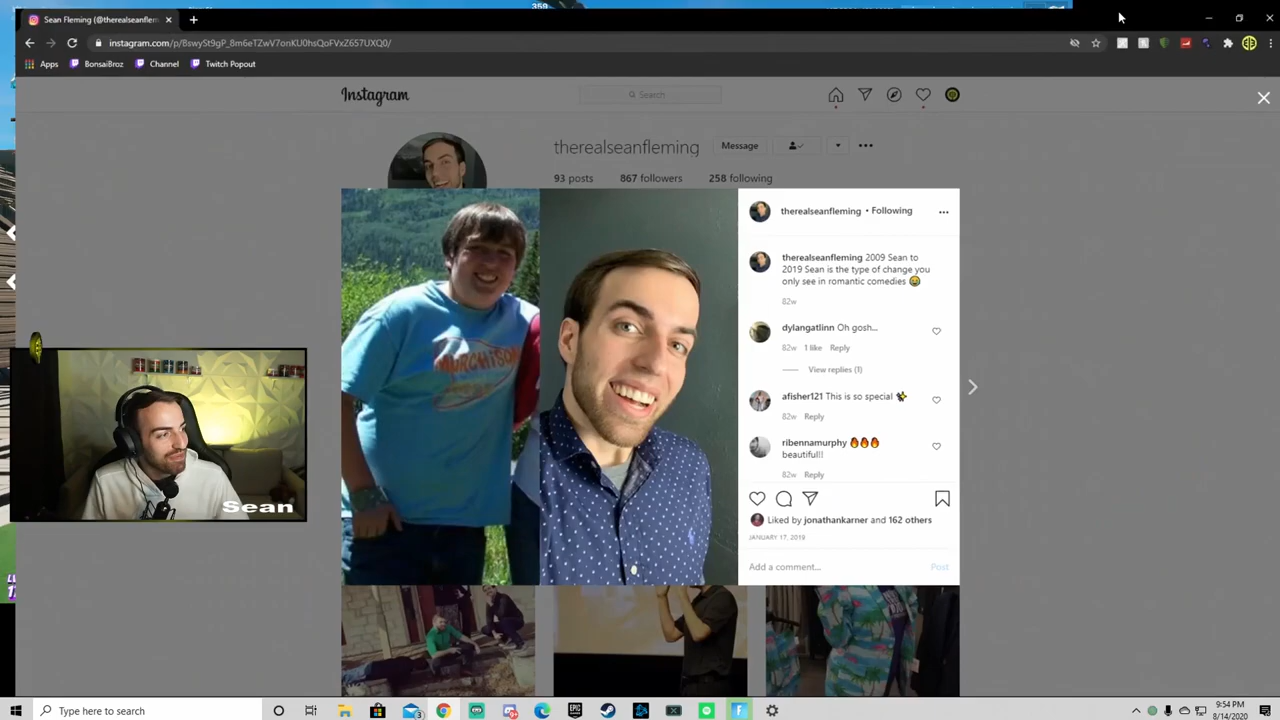 359
Sean Fleming (@therealseanflem
instagram.com/p/BswySt9gP_8m6eTZwV7onKU0hsQoFVxZ657UXQ0/
Apps BonsaiBroz Channel Twitch Popout
Instagram Search
therealseanfleming Message
93 posts 867 followers 258 following
therealseanfleming • Following
therealseanfleming 2009 Sean to
2019 Sean is the type of change you
only see in romantic comedies
82w
dylangatlinn Oh gosh...
82w 1 like Reply
View replies (1)
afisher121 This is so special
82w Reply
ribennamurphy
beautiful!!
82w Reply
Liked by jonathankarner and 162 others
JANUARY 17, 2019
Add a comment... Post
MURCHISON
Sean
Type here to search
9:54 PM
8/14/2020